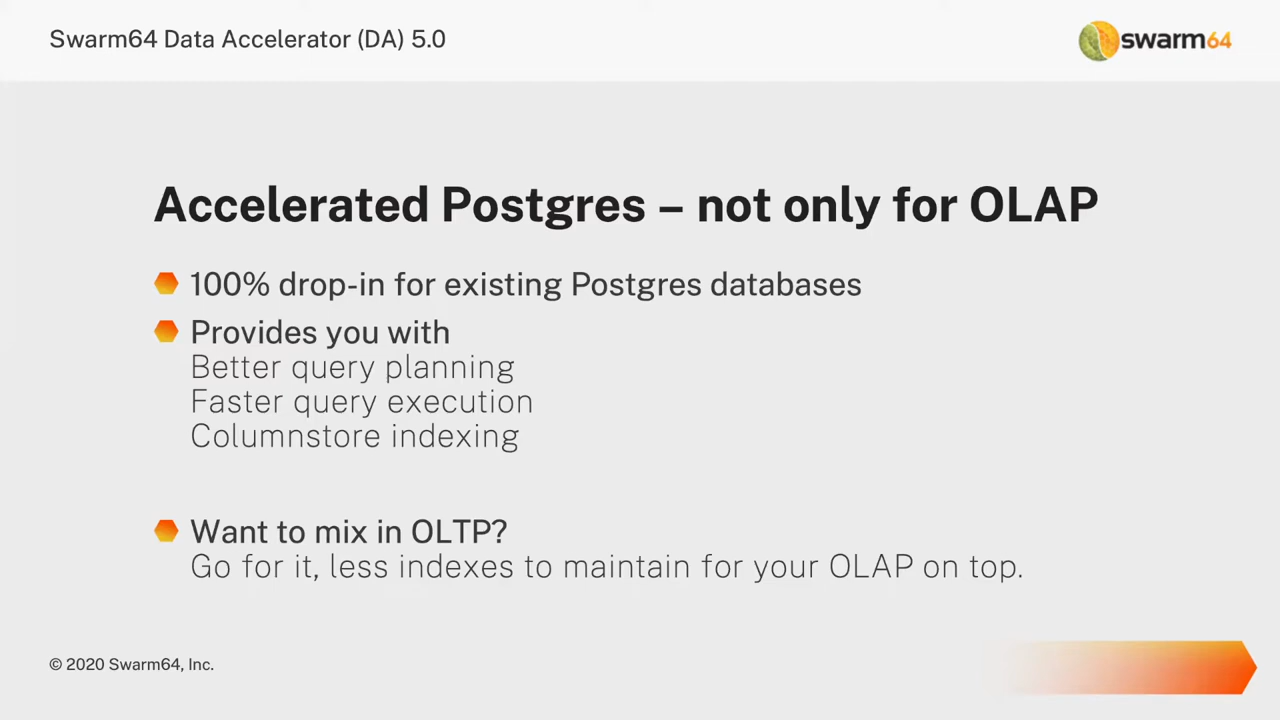 Swarm64 Data Accelerator (DA) 5.0
swarm64
Accelerated Postgres – not only for OLAP
100% drop-in for existing Postgres databases
Provides you with
Better query planning
Faster query execution
Columnstore indexing
Want to mix in OLTP?
Go for it, less indexes to maintain for your OLAP on top.
© 2020 Swarm64, Inc.